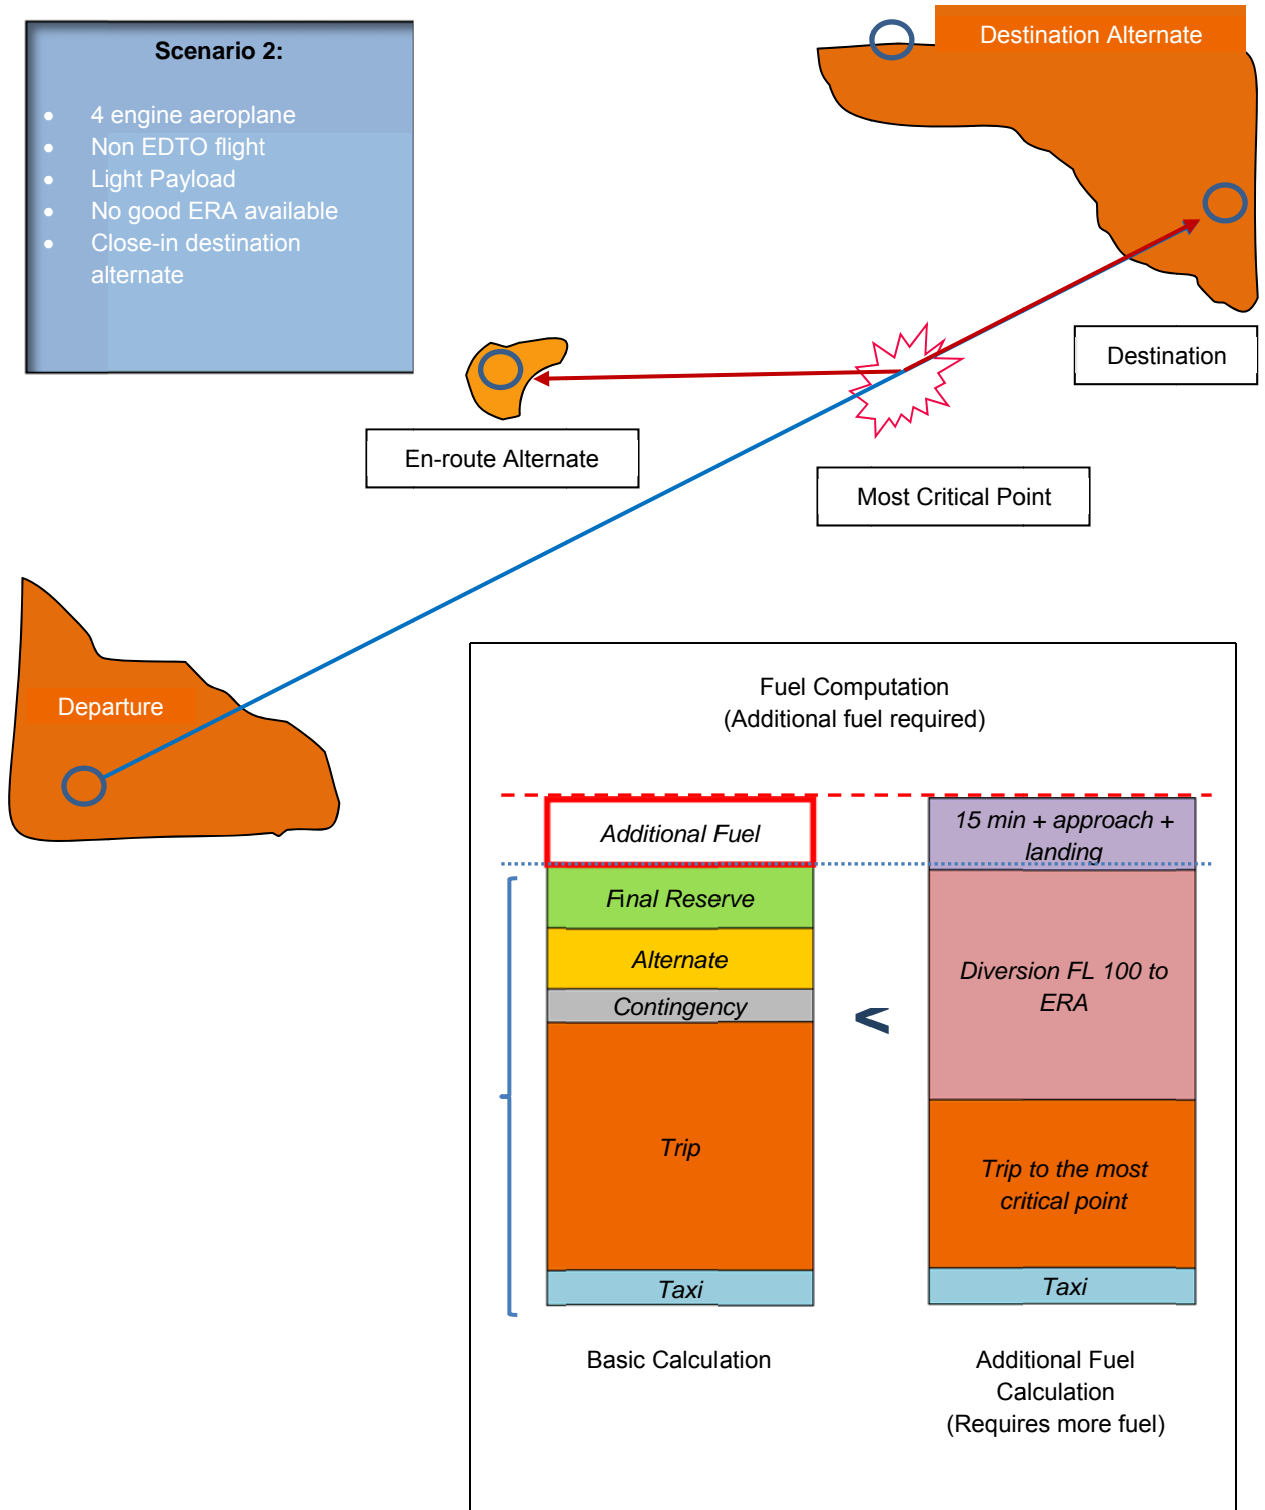 Scenario 2:
• 4 engine aeroplane
• Non EDTO flight
• Light Payload
• No good ERA available
• Close-in destination
alternate
Destination Alternate
Destination
En-route Alternate
Most Critical Point
Departure
Fuel Computation
(Additional fuel required)
Additional Fuel
Final Reserve
Alternate
Contingency
Trip
Taxi
Basic Calculation
<
15 min + approach +
landing
Diversion FL 100 to
ERA
Trip to the most
critical point
Taxi
Additional Fuel
Calculation
(Requires more fuel)